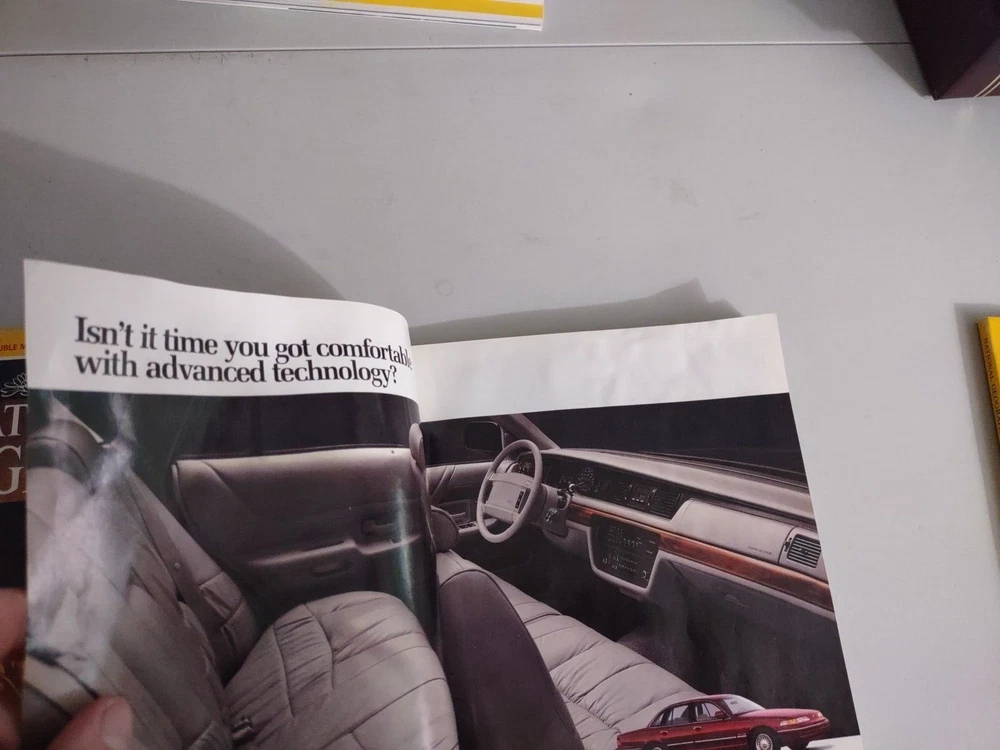 Isn't it time you got comfortable
with advanced technology?